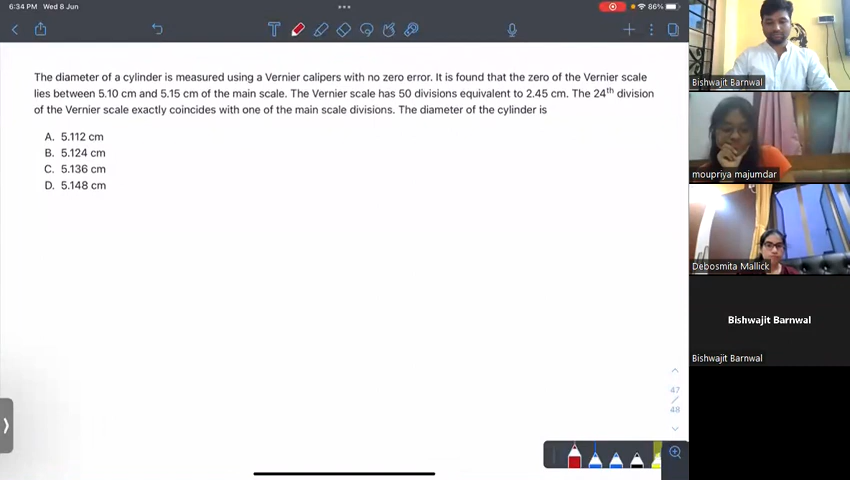 6:34 PM Wed 8 Jun
86%
T
The diameter of a cylinder is measured using a Vernier calipers with no zero error. It is found that the zero of the Vernier scale
lies between 5.10 cm and 5.15 cm of the main scale. The Vernier scale has 50 divisions equivalent to 2.45 cm. The 24th division
of the Vernier scale exactly coincides with one of the main scale divisions. The diameter of the cylinder is
A. 5.112 cm
B. 5.124 cm
C. 5.136 cm
D. 5.148 cm
47
/
48
Bishwajit Barnwal
moupriya majumdar
Debosmita Mallick
Bishwajit Barnwal
Bishwajit Barnwal